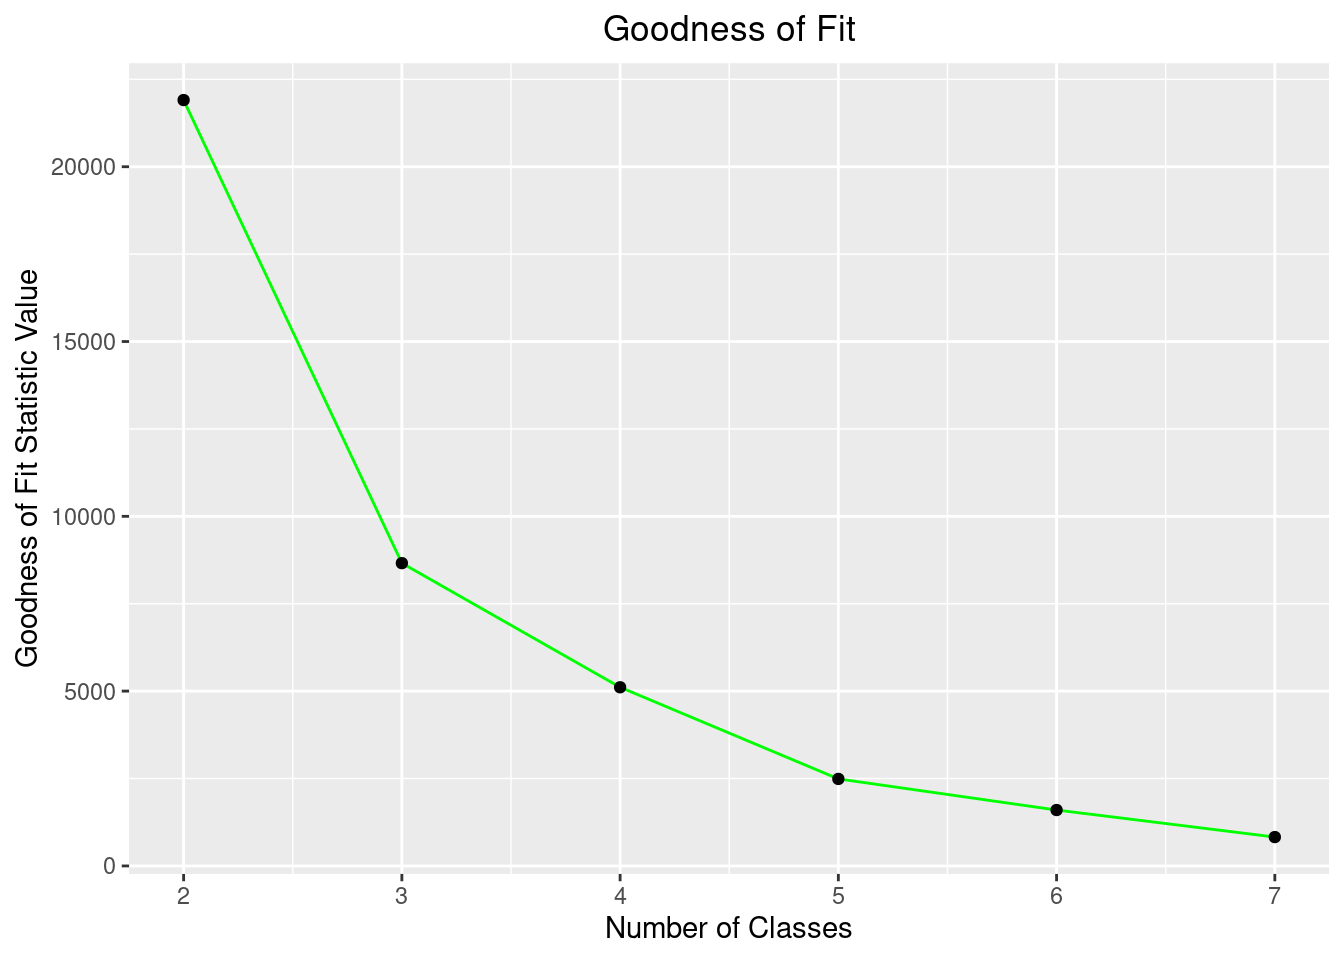 Goodness of Fit
Goodness of Fit Statistic Value
20000
15000
10000
5000
0
2 3 4 5 6 7
Number of Classes